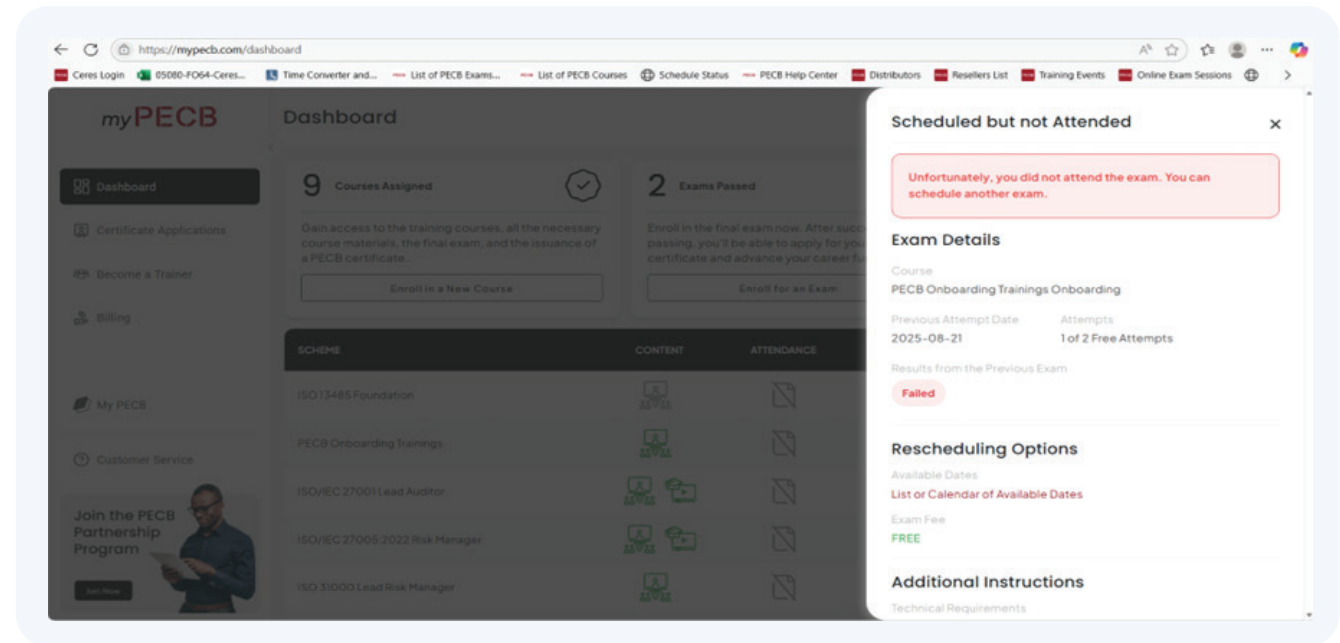 https://mypecb.com/dashboard
Ceres Login
05080-FO64-Ceres...
Time Converter and...
List of PECB Exams...
List of PECB Courses
Schedule Status
PECB Help Center
Distributors
Resellers List
Training Events
Online Exam Sessions
myPECB
Dashboard
Dashboard
Certificate Applications
Become a Trainer
Billing
My PECB
Customer Service
Join the PECB
Partnership
Program
Join Now
9 Courses Assigned
Gain access to the training courses, all the necessary
course materials, the final exam, and the issuance of
a PECB certificate.
Enroll in a New Course
2 Exams Passed
Enroll in the final exam now. After succ
passing, you'll be able to apply for you
certificate and advance your career fu
Enroll for an Exam
SCHEME CONTENT ATTENDANCE
ISO 13485 Foundation
PECB Onboarding Trainings
ISO/IEC 27001 Lead Auditor
ISO/IEC 27005:2022 Risk Manager
ISO 31000 Lead Risk Manager
Scheduled but not Attended
Unfortunately, you did not attend the exam. You can
schedule another exam.
Exam Details
Course
PECB Onboarding Trainings Onboarding
Previous Attempt Date Attempts
2025-08-21 1 of 2 Free Attempts
Results from the Previous Exam
Failed
Rescheduling Options
Available Dates
List or Calendar of Available Dates
Exam Fee
FREE
Additional Instructions
Technical Requirements